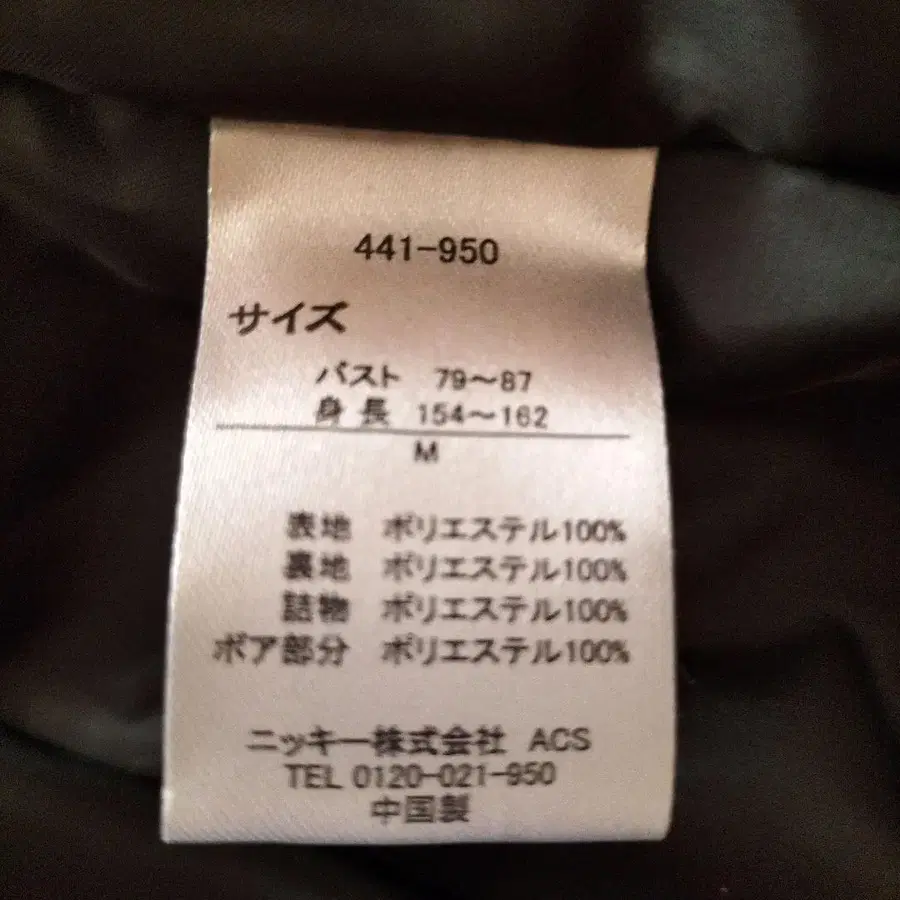 441-950
サイズ
バスト 79～87
身長 154～162
M
表地 ポリエステル100%
裏地 ポリエステル100%
詰物 ポリエステル100%
ボア部分 ポリエステル100%
ニッキー株式会社 ACS
TEL 0120-021-950
中国製